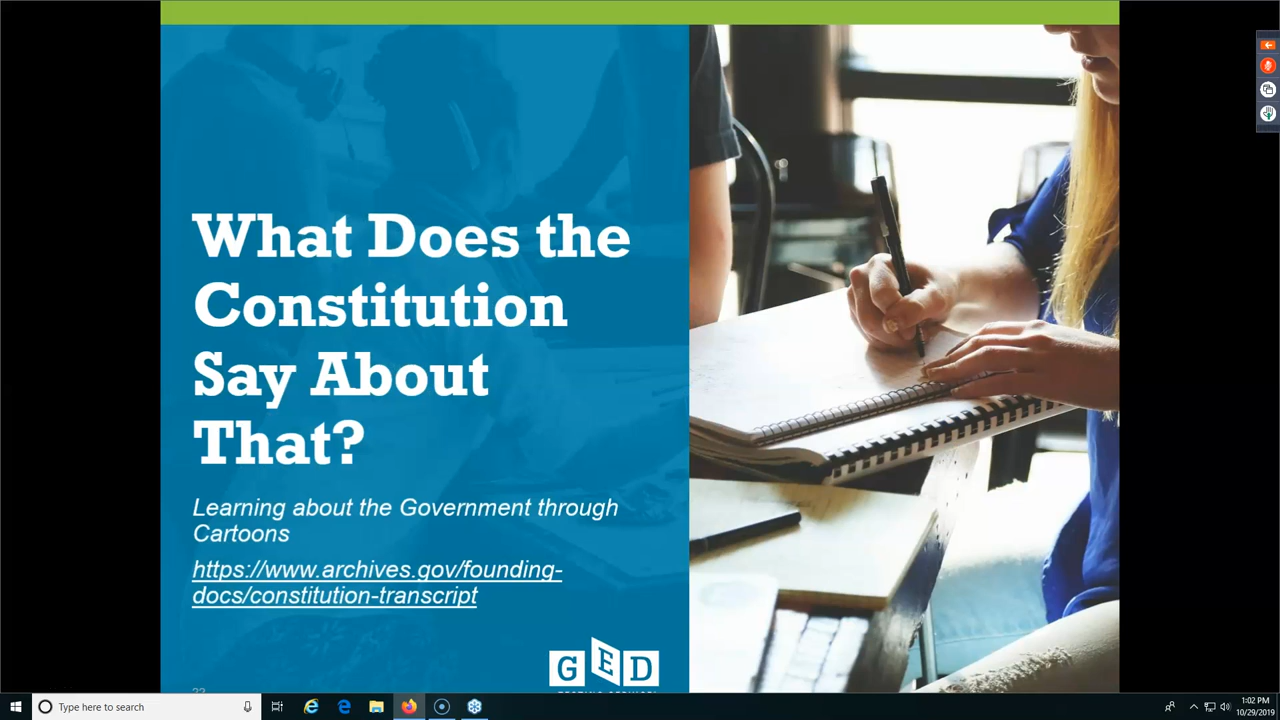 What Does the
Constitution
Say About
That?
Learning about the Government through
Cartoons
https://www.archives.gov/founding-
docs/constitution-transcript
GED
Type here to search
1:02 PM
10/29/2019